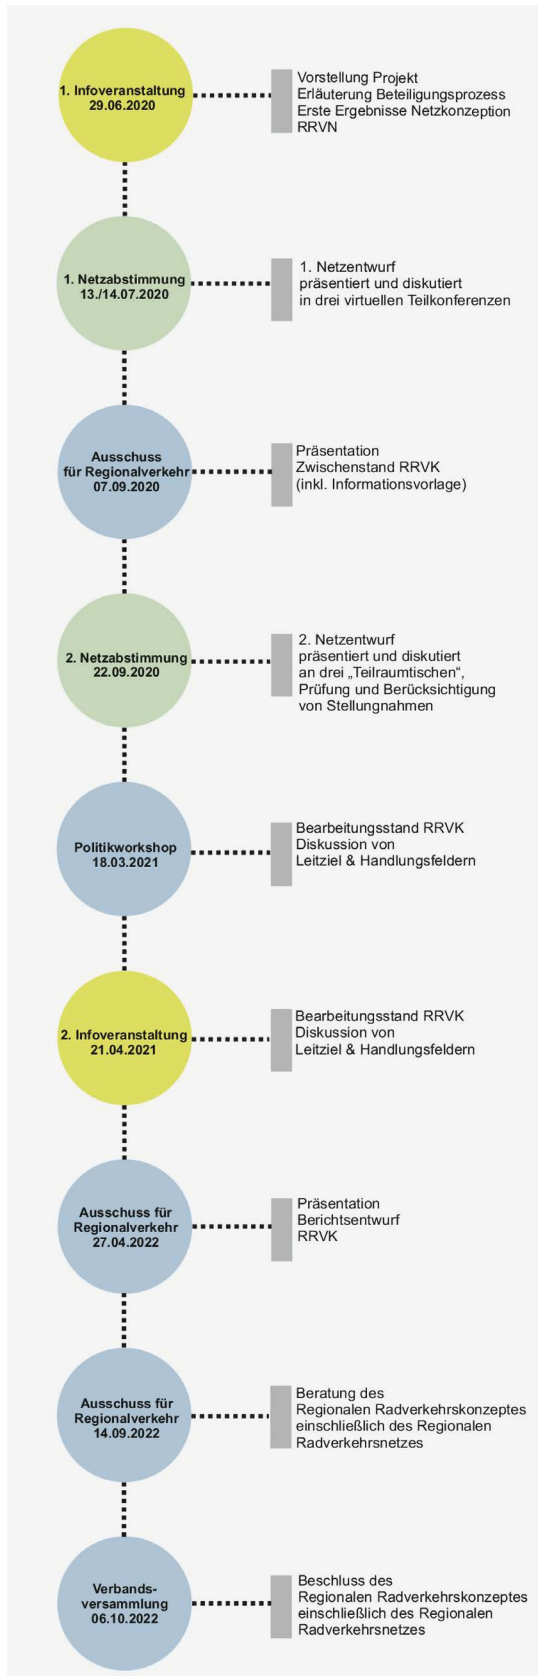 1. Infoveranstaltung
29.06.2020
Vorstellung Projekt
Erläuterung Beteiligungsprozess
Erste Ergebnisse Netzkonzeption
RRVN
1. Netzabstimmung
13./14.07.2020
1. Netzentwurf
präsentiert und diskutiert
in drei virtuellen Teilkonferenzen
Ausschuss
für Regionalverkehr
07.09.2020
Präsentation
Zwischenstand RRVK
(inkl. Informationsvorlage)
2. Netzabstimmung
22.09.2020
2. Netzentwurf
präsentiert und diskutiert
an drei „Teilraumtischen“,
Prüfung und Berücksichtigung
von Stellungnahmen
Politikworkshop
18.03.2021
Bearbeitungsstand RRVK
Diskussion von
Leitziel & Handlungsfeldern
2. Infoveranstaltung
21.04.2021
Bearbeitungsstand RRVK
Diskussion von
Leitziel & Handlungsfeldern
Ausschuss für
Regionalverkehr
27.04.2022
Präsentation
Berichtsentwurf
RRVK
Ausschuss für
Regionalverkehr
14.09.2022
Beratung des
Regionalen Radverkehrskonzeptes
einschließlich des Regionalen
Radverkehrsnetzes
Verbands-
versammlung
06.10.2022
Beschluss des
Regionalen Radverkehrskonzeptes
einschließlich des Regionalen
Radverkehrsnetzes